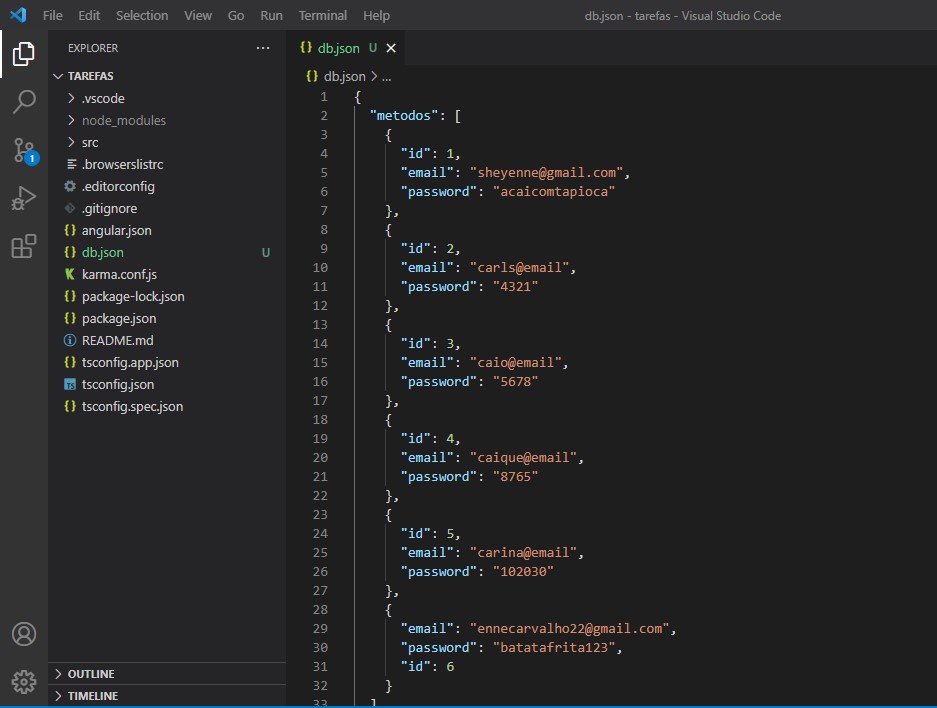 File Edit Selection View Go Run Terminal Help
db.json - tarefas - Visual Studio Code
EXPLORER
...
TAREFAS
.vscode
node_modules
src
.browserslistrc
.editorconfig
.gitignore
{} angular.json
{} db.json U
karma.conf.js
{} package-lock.json
{} package.json
README.md
{} tsconfig.app.json
TS tsconfig.json
{} tsconfig.spec.json
OUTLINE
TIMELINE
1
{} db.json U ×
{} db.json > ...
1 {
2 "metodos": [
3 {
4 "id": 1,
5 "email": "sheyenne@gmail.com",
6 "password": "acaicomtapioca"
7 },
8 {
9 "id": 2,
10 "email": "carls@email",
11 "password": "4321"
12 },
13 {
14 "id": 3,
15 "email": "caio@email",
16 "password": "5678"
17 },
18 {
19 "id": 4,
20 "email": "caique@email",
21 "password": "8765"
22 },
23 {
24 "id": 5,
25 "email": "carina@email",
26 "password": "102030"
27 },
28 {
29 "email": "ennecarvalho22@gmail.com",
30 "password": "batatafrita123",
31 "id": 6
32 }
33 ]